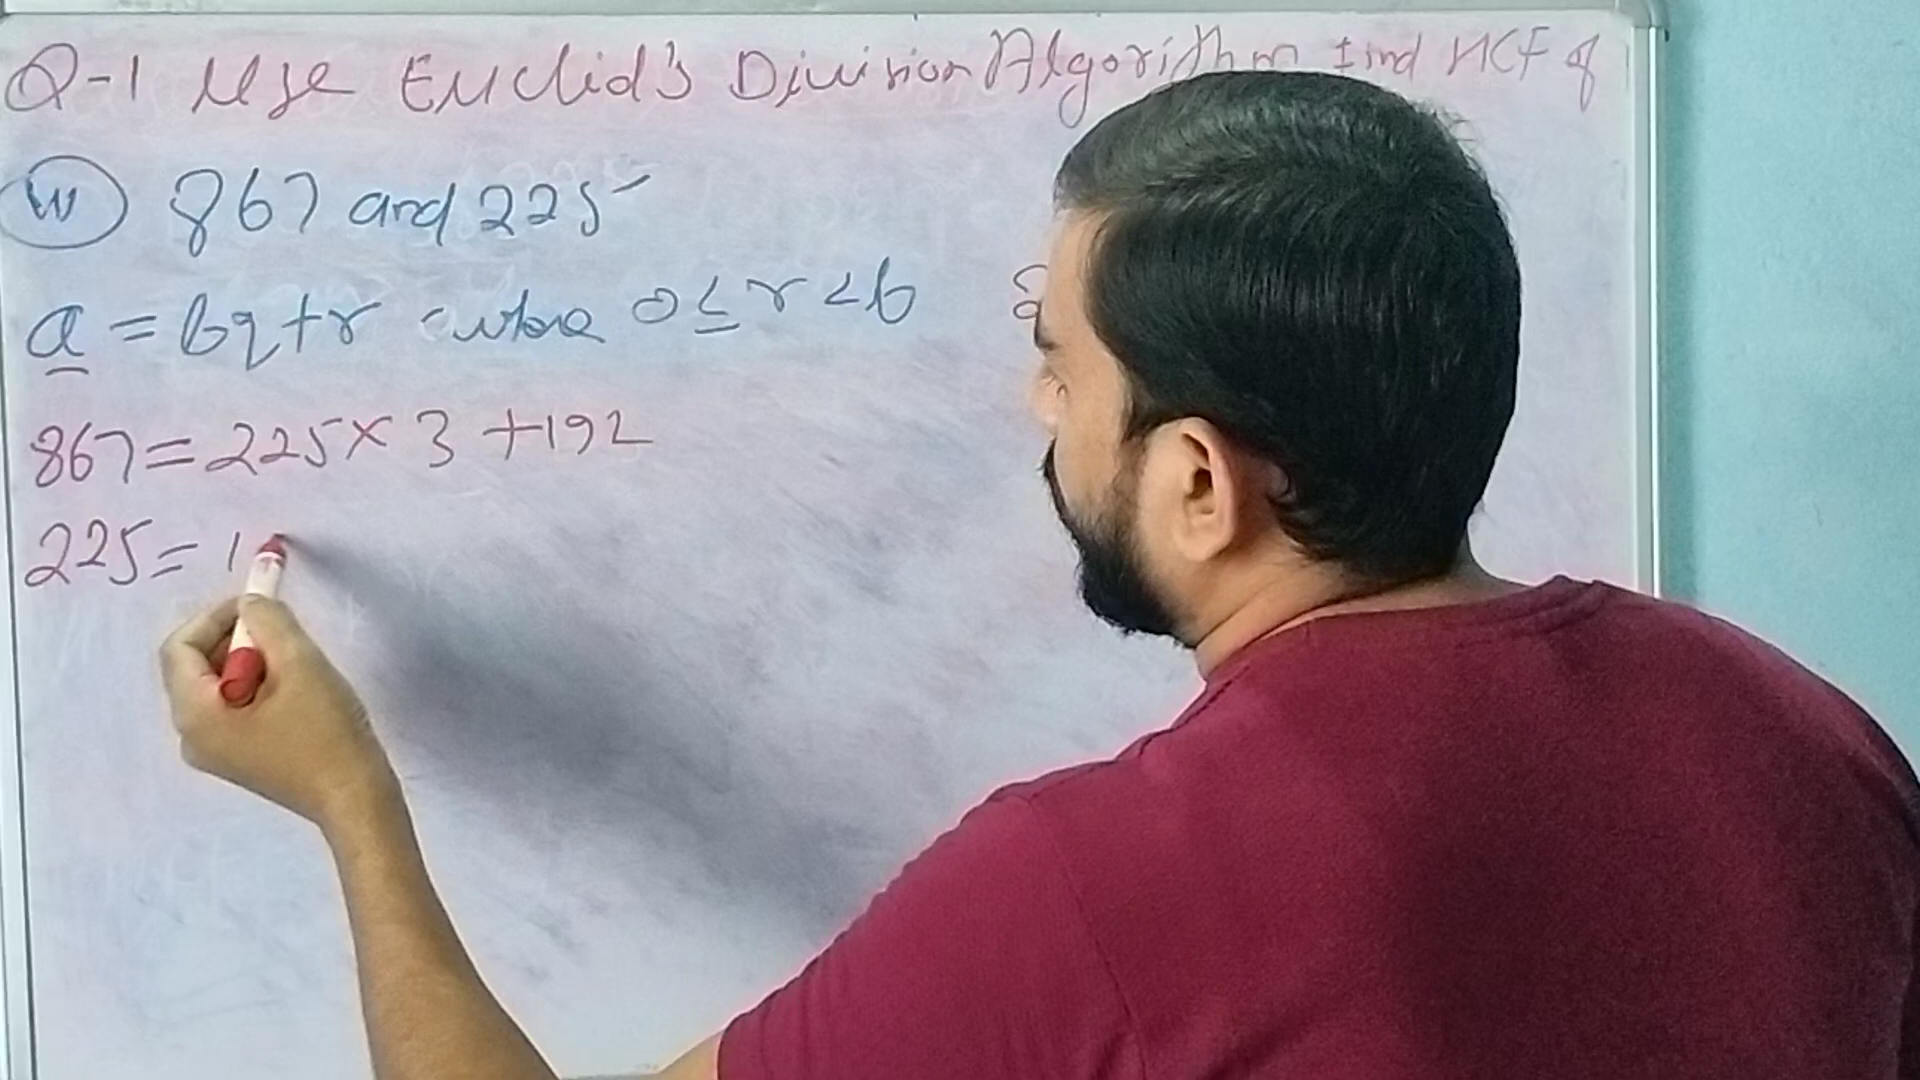 Q-1 Use Euclid's Division Algorithm find HCF of
867 and 225
a = bq+r where 0≤r<b
867=225×3+192
225=1